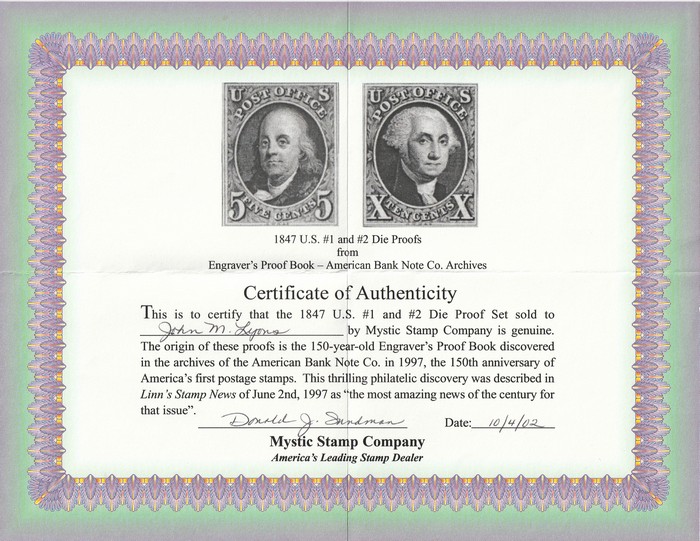 U S
POST OFFICE
5 FIVE CENTS 5
U S
POST OFFICE
X TEN CENTS X
1847 U.S. #1 and #2 Die Proofs
from
Engraver's Proof Book – American Bank Note Co. Archives
Certificate of Authenticity
This is to certify that the 1847 U.S. #1 and #2 Die Proof Set sold to
John M. Lyons by Mystic Stamp Company is genuine.
The origin of these proofs is the 150-year-old Engraver's Proof Book discovered
in the archives of the American Bank Note Co. in 1997, the 150th anniversary of
America's first postage stamps. This thrilling philatelic discovery was described in
Linn's Stamp News of June 2nd, 1997 as “the most amazing news of the century for
that issue”.
Donald J. Sundman Date: 10/4/02
Mystic Stamp Company
America's Leading Stamp Dealer